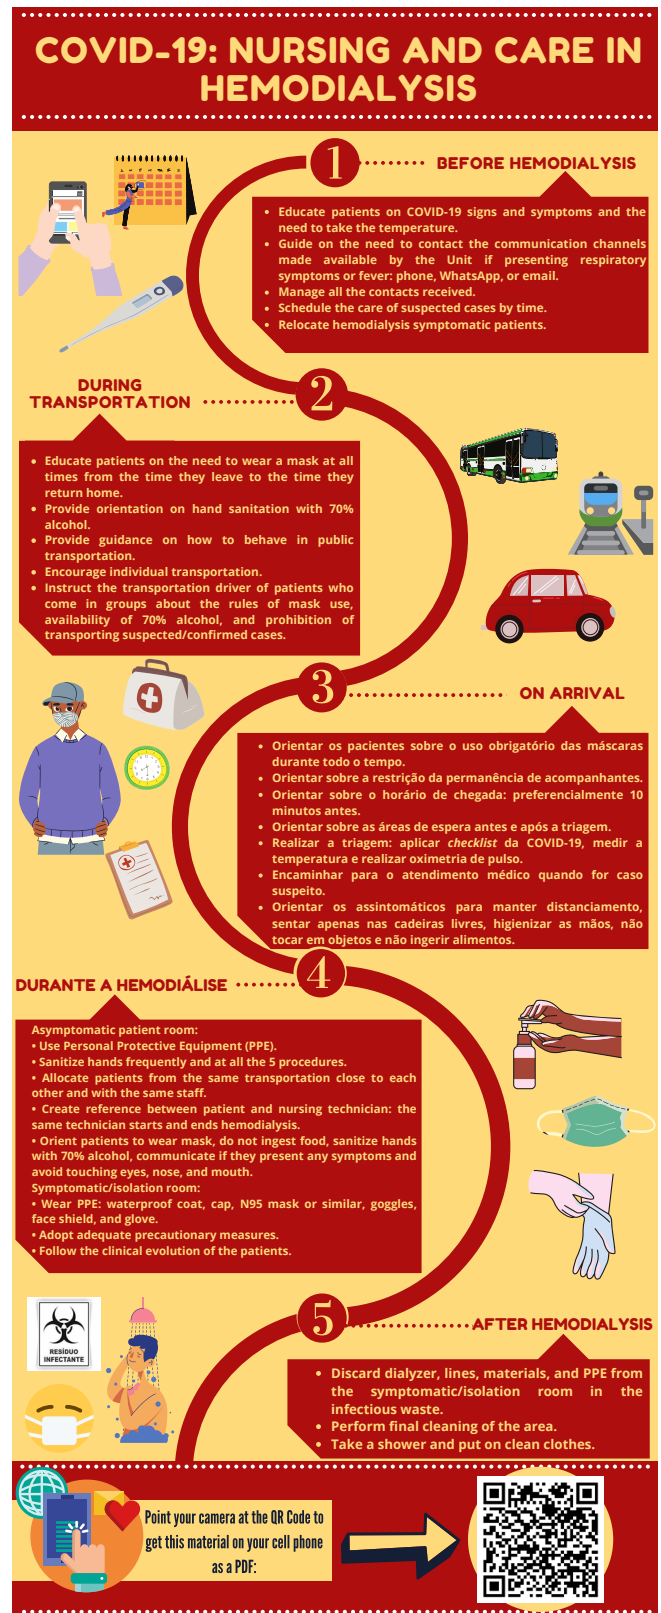 COVID-19: NURSING AND CARE IN
HEMODIALYSIS
1
BEFORE HEMODIALYSIS
• Educate patients on COVID-19 signs and symptoms and the
need to take the temperature.
• Guide on the need to contact the communication channels
made available by the Unit if presenting respiratory
symptoms or fever: phone, WhatsApp, or email.
• Manage all the contacts received.
• Schedule the care of suspected cases by time.
• Relocate hemodialysis symptomatic patients.
2
DURING
TRANSPORTATION
• Educate patients on the need to wear a mask at all
times from the time they leave to the time they
return home.
• Provide orientation on hand sanitation with 70%
alcohol.
• Provide guidance on how to behave in public
transportation.
• Encourage individual transportation.
• Instruct the transportation driver of patients who
come in groups about the rules of mask use,
availability of 70% alcohol, and prohibition of
transporting suspected/confirmed cases.
3
ON ARRIVAL
• Orientar os pacientes sobre o uso obrigatório das máscaras
durante todo o tempo.
• Orientar sobre a restrição da permanência de acompanhantes.
• Orientar sobre o horário de chegada: preferencialmente 10
minutos antes.
• Orientar sobre as áreas de espera antes e após a triagem.
• Realizar a triagem: aplicar checklist da COVID-19, medir a
temperatura e realizar oximetria de pulso.
• Encaminhar para o atendimento médico quando for caso
suspeito.
• Orientar os assintomáticos para manter distanciamento,
sentar apenas nas cadeiras livres, higienizar as mãos, não
tocar em objetos e não ingerir alimentos.
4
DURANTE A HEMODIÁLISE
Asymptomatic patient room:
• Use Personal Protective Equipment (PPE).
• Sanitize hands frequently and at all the 5 procedures.
• Allocate patients from the same transportation close to each
other and with the same staff.
• Create reference between patient and nursing technician: the
same technician starts and ends hemodialysis.
• Orient patients to wear mask, do not ingest food, sanitize hands
with 70% alcohol, communicate if they present any symptoms and
avoid touching eyes, nose, and mouth.
Symptomatic/isolation room:
• Wear PPE: waterproof coat, cap, N95 mask or similar, goggles,
face shield, and glove.
• Adopt adequate precautionary measures.
• Follow the clinical evolution of the patients.
RESÍDUO
INFECTANTE
5
AFTER HEMODIALYSIS
• Discard dialyzer, lines, materials, and PPE from
the symptomatic/isolation room in the
infectious waste.
• Perform final cleaning of the area.
• Take a shower and put on clean clothes.
Point your camera at the QR Code to
get this material on your cell phone
as a PDF: